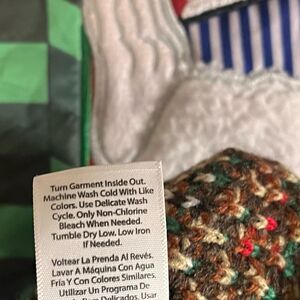 Turn Garment Inside Out.
Machine Wash Cold With Like
Colors. Use Delicate Wash
Cycle. Only Non-Chlorine
Bleach When Needed.
Tumble Dry Low. Low Iron
If Needed.
Voltear La Prenda Al Revés.
Lavar A Máquina Con Agua
Fría Y Con Colores Similares.
Utilizar Un Programa De
Delicados. Usar